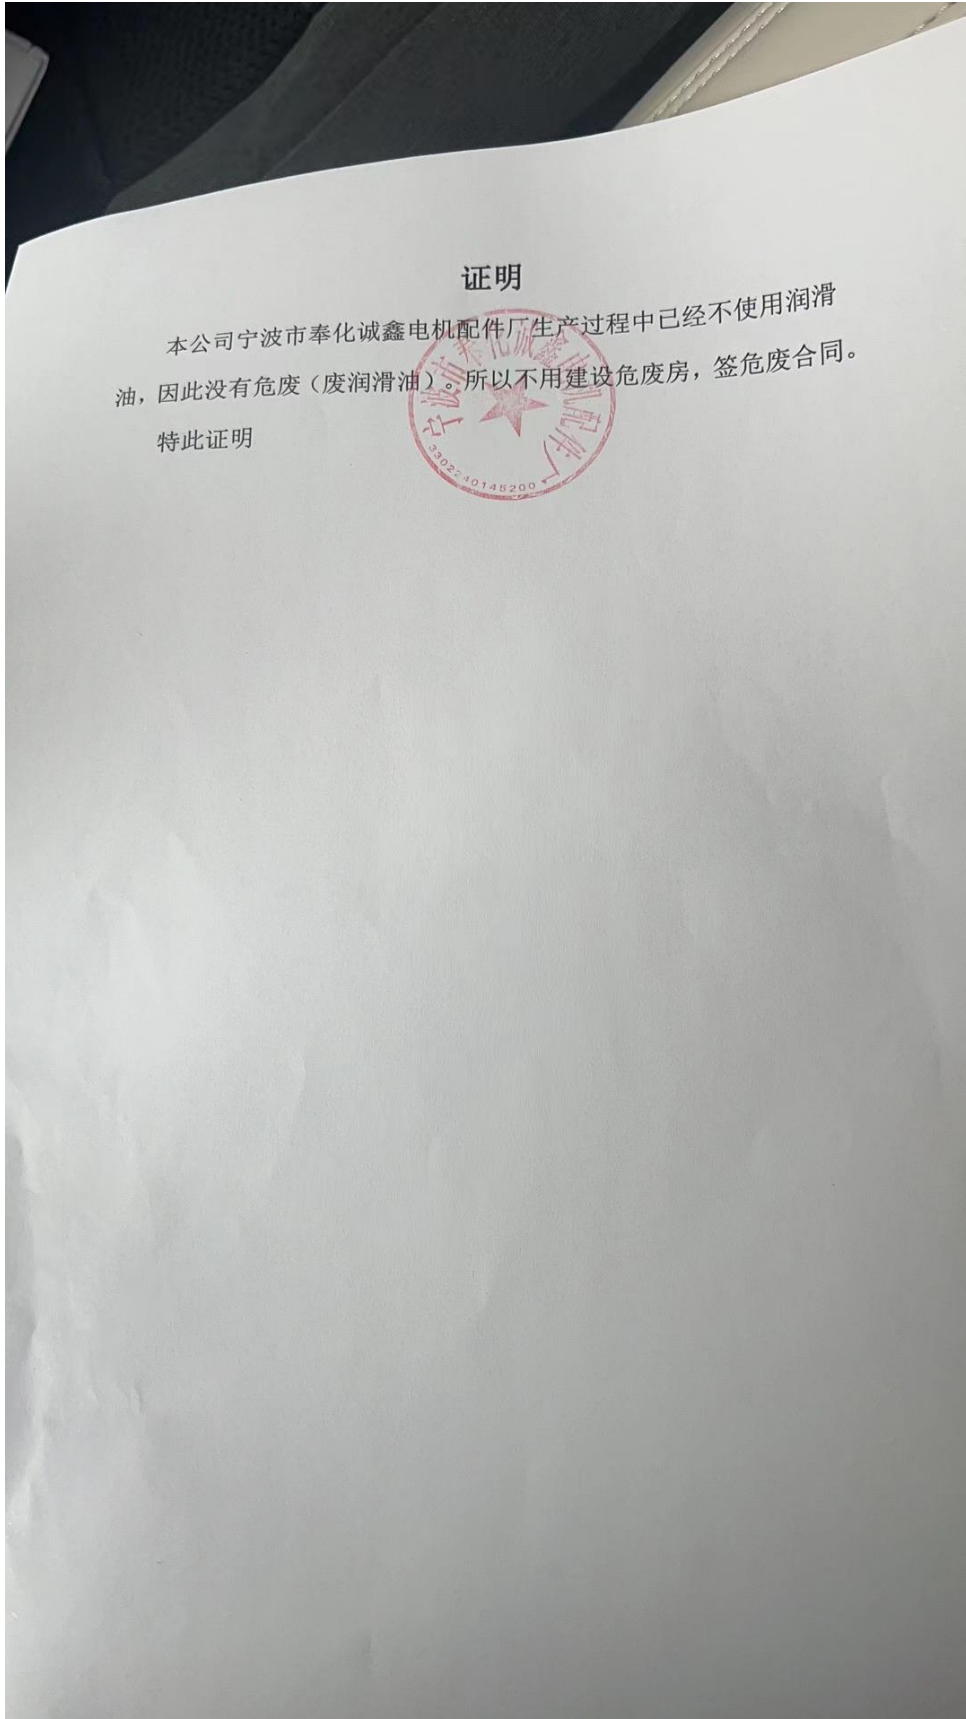 证明
本公司宁波市奉化诚鑫电机配件厂生产过程中已经不使用润滑
油，因此没有危废（废润滑油）。所以不用建设危废房，签危废合同。
特此证明
宁波市奉化诚鑫电机配件厂
3302240145200